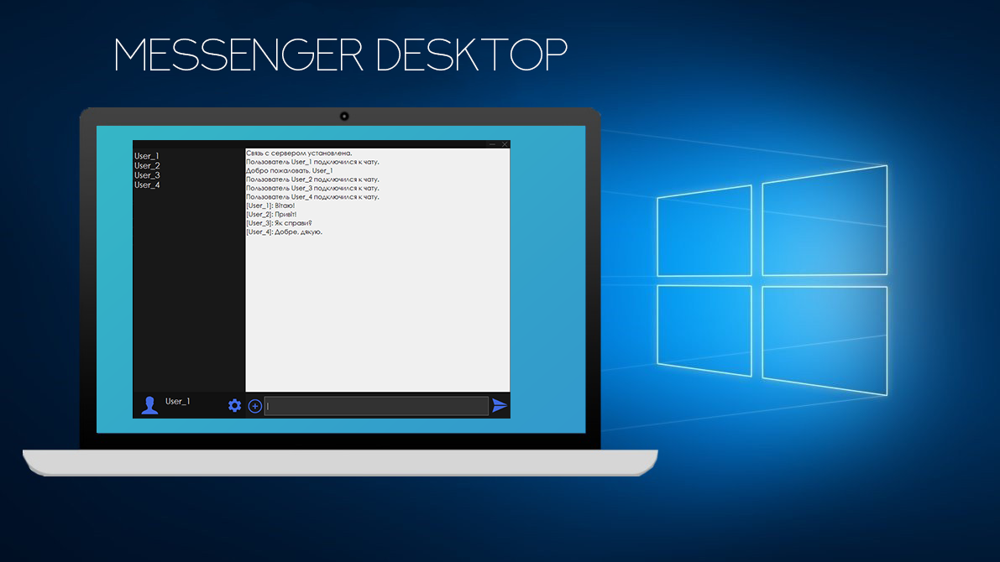 MESSENGER DESKTOP
User_1
User_2
User_3
User_4
Связь с сервером установлена.
Пользователь User_1 подключился к чату.
Добро пожаловать, User_1
Пользователь User_2 подключился к чату.
Пользователь User_3 подключился к чату.
Пользователь User_4 подключился к чату.
[User_1]: Вітаю!
[User_2]: Привіт!
[User_3]: Як справи?
[User_4]: Добре, дякую.
User_1